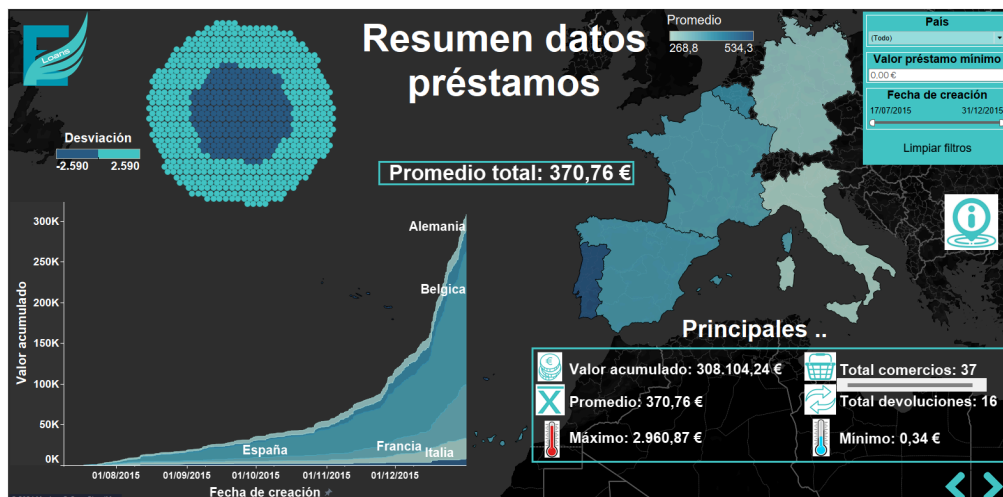 Loans
Resumen datos
préstamos
Promedio
268,8 534,3
País
(Todo)
Valor préstamo mínimo
0,00 €
Fecha de creación
17/07/2015 31/12/2015
Limpiar filtros
Desviación
-2.590 2.590
Promedio total: 370,76 €
300K
250K
200K
150K
100K
50K
0K
Valor acumulado
Alemania
Belgica
España
Francia
Italia
01/08/2015 01/09/2015 01/10/2015 01/11/2015 01/12/2015
Fecha de creación
Principales ..
Valor acumulado: 308.104,24 €
Total comercios: 37
Promedio: 370,76 €
Total devoluciones: 16
Máximo: 2.960,87 €
Mínimo: 0,34 €